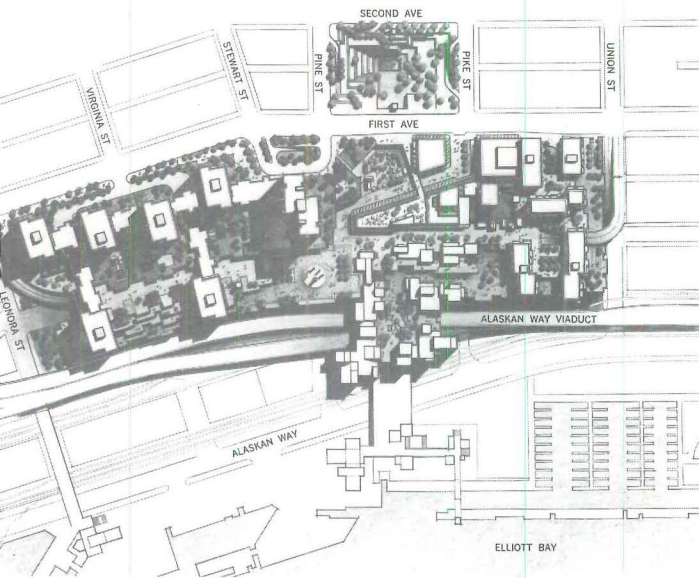 SECOND AVE
STEWART ST
PINE ST
PIKE ST
UNION ST
VIRGINIA ST
FIRST AVE
LEONORA ST
ALASKAN WAY VIADUCT
ALASKAN WAY
ELLIOTT BAY